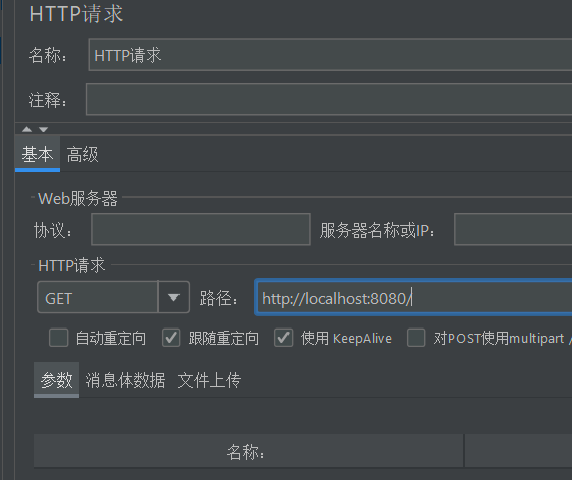 HTTP请求
名称： HTTP请求
注释：
基本 高级
Web服务器
协议： 服务器名称或IP：
HTTP请求
GET 路径： http://localhost:8080/
自动重定向 跟随重定向 使用 KeepAlive 对POST使用multipart /
参数 消息体数据 文件上传
名称：